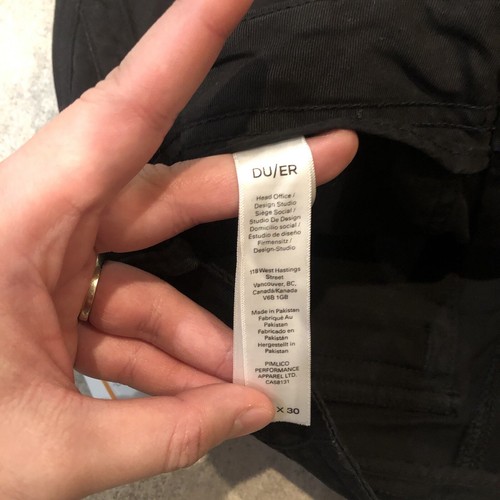 DU/ER
Head Office /
Design Studio
Siège Social /
Studio De Design
Domicilio social /
Estudio de diseño
Firmensitz /
Design-Studio
119 West Hastings
Street
Vancouver, BC,
Canada/Kanada
V6B 1G8
Made in Pakistan
Fabriqué Au
Pakistan
Fabricado en
Pakistán
Hergestellt in
Pakistan
PIMLICO
PERFORMANCE
APPAREL LTD.
CA58131
X 30